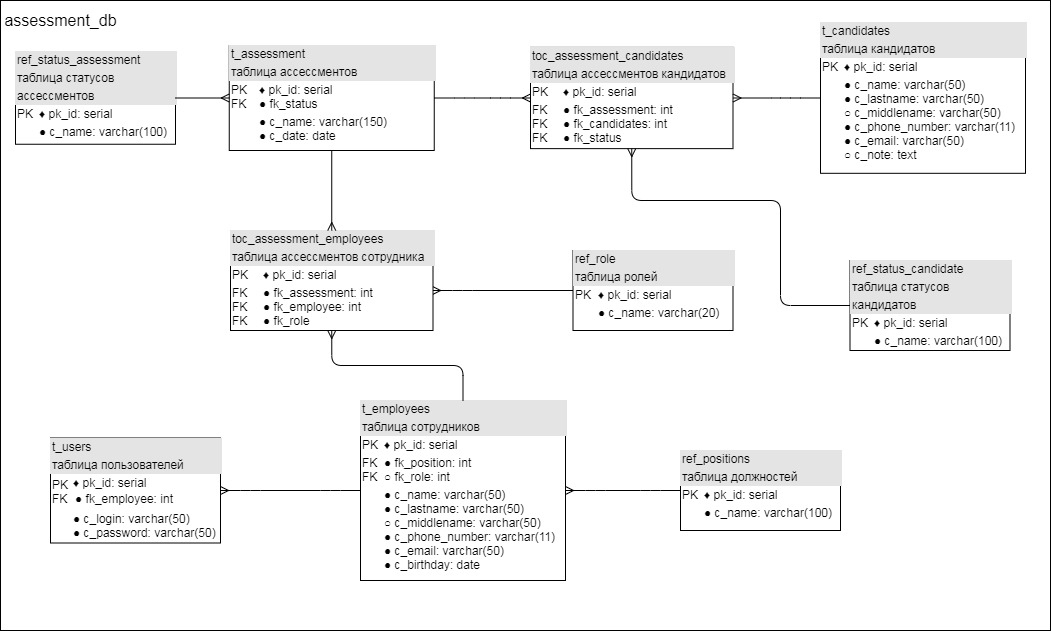 assessment_db
ref_status_assessment
таблица статусов
ассессментов
PK ♦ pk_id: serial
● c_name: varchar(100)
t_assessment
таблица ассессментов
PK ♦ pk_id: serial
FK ● fk_status
● c_name: varchar(150)
● c_date: date
toc_assessment_candidates
таблица ассессментов кандидатов
PK ♦ pk_id: serial
FK ● fk_assessment: int
FK ● fk_candidates: int
FK ● fk_status
t_candidates
таблица кандидатов
PK ♦ pk_id: serial
● c_name: varchar(50)
● c_lastname: varchar(50)
○ c_middlename: varchar(50)
● c_phone_number: varchar(11)
● c_email: varchar(50)
○ c_note: text
toc_assessment_employees
таблица ассессментов сотрудника
PK ♦ pk_id: serial
FK ● fk_assessment: int
FK ● fk_employee: int
FK ● fk_role
ref_role
таблица ролей
PK ♦ pk_id: serial
● c_name: varchar(20)
ref_status_candidate
таблица статусов
кандидатов
PK ♦ pk_id: serial
● c_name: varchar(100)
t_users
таблица пользователей
PK ♦ pk_id: serial
FK ● fk_employee: int
● c_login: varchar(50)
● c_password: varchar(50)
t_employees
таблица сотрудников
PK ♦ pk_id: serial
FK ● fk_position: int
FK ○ fk_role: int
● c_name: varchar(50)
● c_lastname: varchar(50)
○ c_middlename: varchar(50)
● c_phone_number: varchar(11)
● c_email: varchar(50)
● c_birthday: date
ref_positions
таблица должностей
PK ♦ pk_id: serial
● c_name: varchar(100)